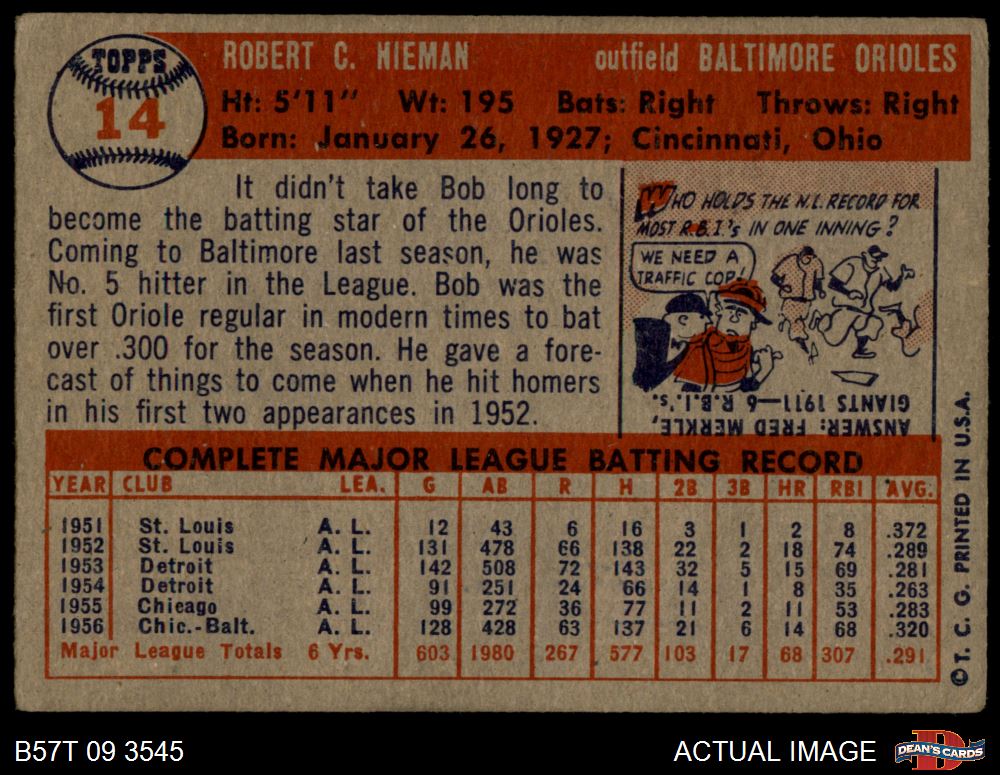 TOPPS
14
ROBERT C. NIEMAN outfield BALTIMORE ORIOLES
Ht: 5'11" Wt: 195 Bats: Right Throws: Right
Born: January 26, 1927; Cincinnati, Ohio
It didn't take Bob long to
become the batting star of the Orioles.
Coming to Baltimore last season, he was
No. 5 hitter in the League. Bob was the
first Oriole regular in modern times to bat
over .300 for the season. He gave a fore-
cast of things to come when he hit homers
in his first two appearances in 1952.
WHO HOLDS THE N.L. RECORD FOR
MOST R.B.I.'s IN ONE INNING?
WE NEED A
TRAFFIC COP!
ANSWER: FRED MERKLE,
GIANTS 1911—6 R.B.I.'s.
COMPLETE MAJOR LEAGUE BATTING RECORD
YEAR CLUB LEA. G AB R H 2B 3B HR RBI AVG.
1951 St. Louis A. L. 12 43 6 16 3 1 2 8 .372
1952 St. Louis A. L. 131 478 66 138 22 2 18 74 .289
1953 Detroit A. L. 142 508 72 143 32 5 15 69 .281
1954 Detroit A. L. 91 251 24 66 14 1 8 35 .263
1955 Chicago A. L. 99 272 36 77 11 2 11 53 .283
1956 Chic.-Balt. A. L. 128 428 63 137 21 6 14 68 .320
Major League Totals 6 Yrs. 603 1980 267 577 103 17 68 307 .291
©T. C. G. PRINTED IN U.S.A.
B57T 09 3545
ACTUAL IMAGE
DEAN'S CARDS